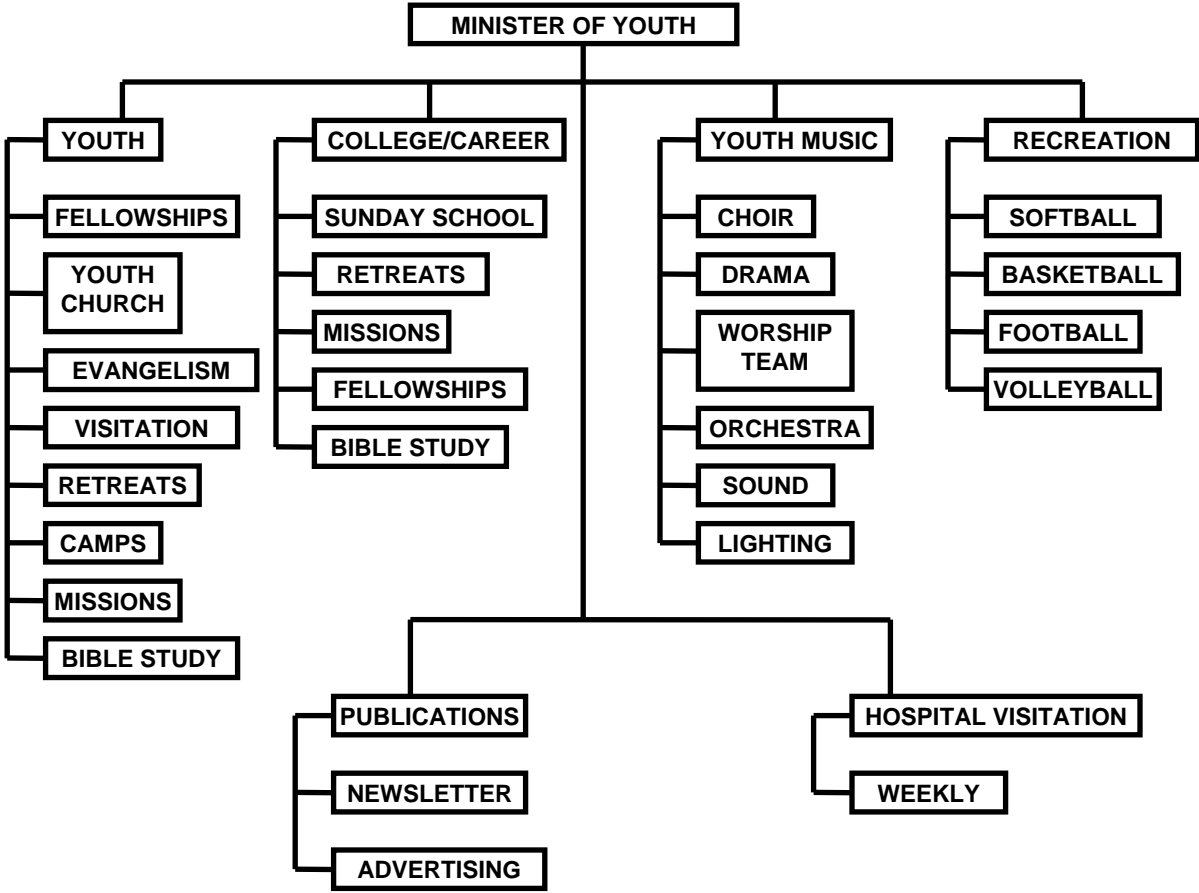 MINISTER OF YOUTH
YOUTH
FELLOWSHIPS
YOUTH
CHURCH
EVANGELISM
VISITATION
RETREATS
CAMPS
MISSIONS
BIBLE STUDY
COLLEGE/CAREER
SUNDAY SCHOOL
RETREATS
MISSIONS
FELLOWSHIPS
BIBLE STUDY
YOUTH MUSIC
CHOIR
DRAMA
WORSHIP
TEAM
ORCHESTRA
SOUND
LIGHTING
RECREATION
SOFTBALL
BASKETBALL
FOOTBALL
VOLLEYBALL
PUBLICATIONS
NEWSLETTER
ADVERTISING
HOSPITAL VISITATION
WEEKLY